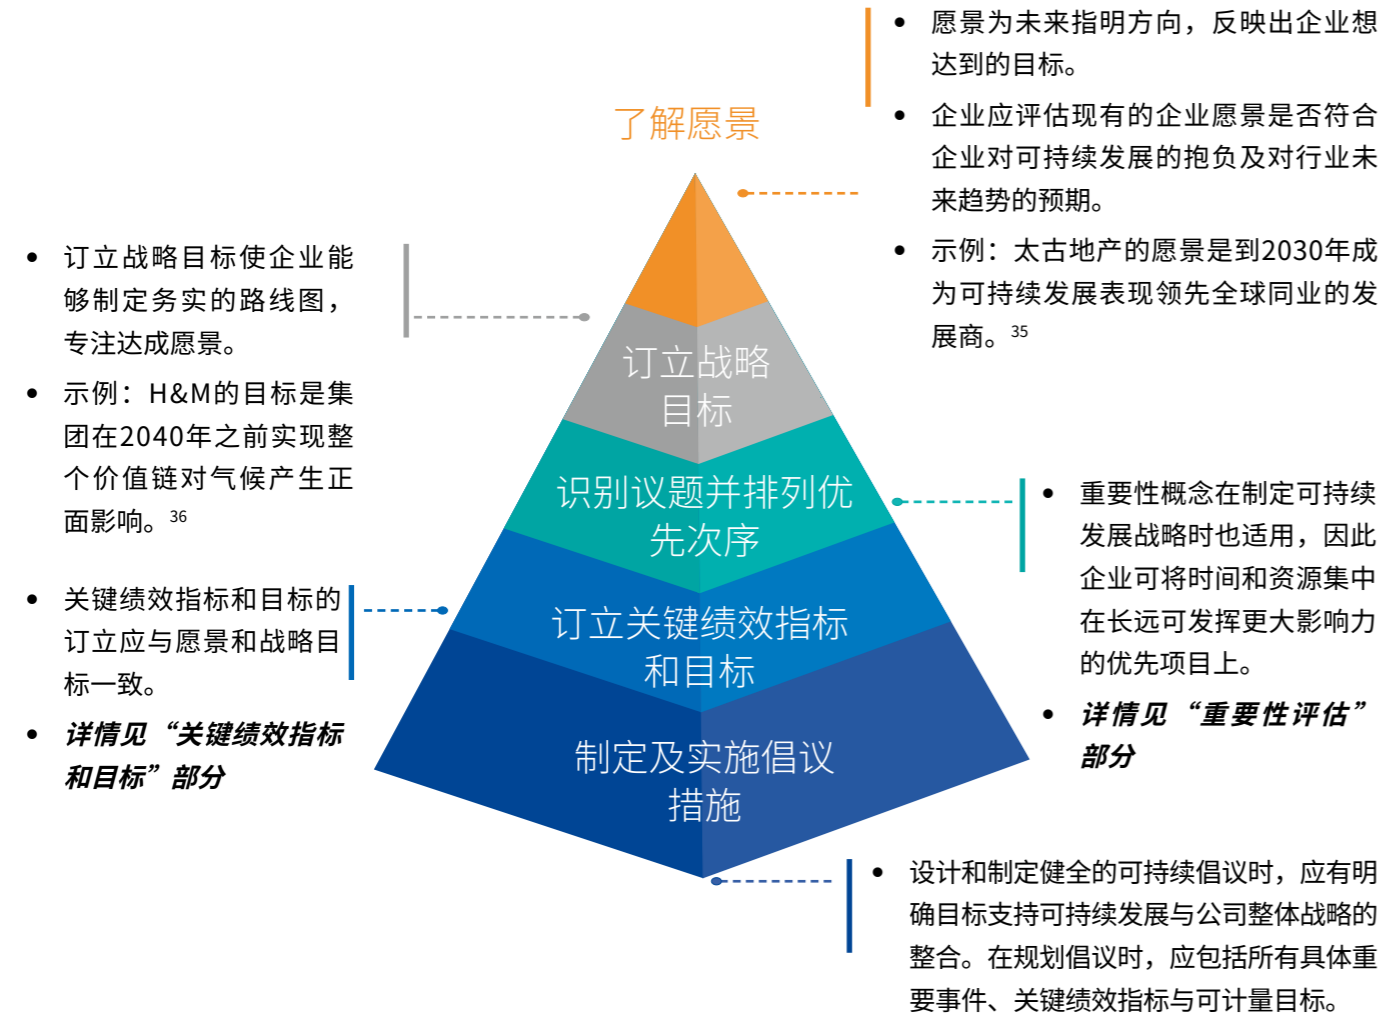 了解愿景
• 愿景为未来指明方向，反映出企业想
达到的目标。
• 企业应评估现有的企业愿景是否符合
企业对可持续发展的抱负及对行业未
来趋势的预期。
• 示例：太古地产的愿景是到2030年成
为可持续发展表现领先全球同业的发
展商。35
订立战略
目标
• 订立战略目标使企业能
够制定务实的路线图，
专注达成愿景。
• 示例：H&M的目标是集
团在2040年之前实现整
个价值链对气候产生正
面影响。36
识别议题并排列优
先次序
• 重要性概念在制定可持续
发展战略时也适用，因此
企业可将时间和资源集中
在长远可发挥更大影响力
的优先项目上。
• 详情见“重要性评估”
部分
订立关键绩效指标
和目标
• 关键绩效指标和目标的
订立应与愿景和战略目
标一致。
• 详情见“关键绩效指标
和目标”部分
制定及实施倡议
措施
• 设计和制定健全的可持续倡议时，应有明
确目标支持可持续发展与公司整体战略的
整合。在规划倡议时，应包括所有具体重
要事件、关键绩效指标与可计量目标。